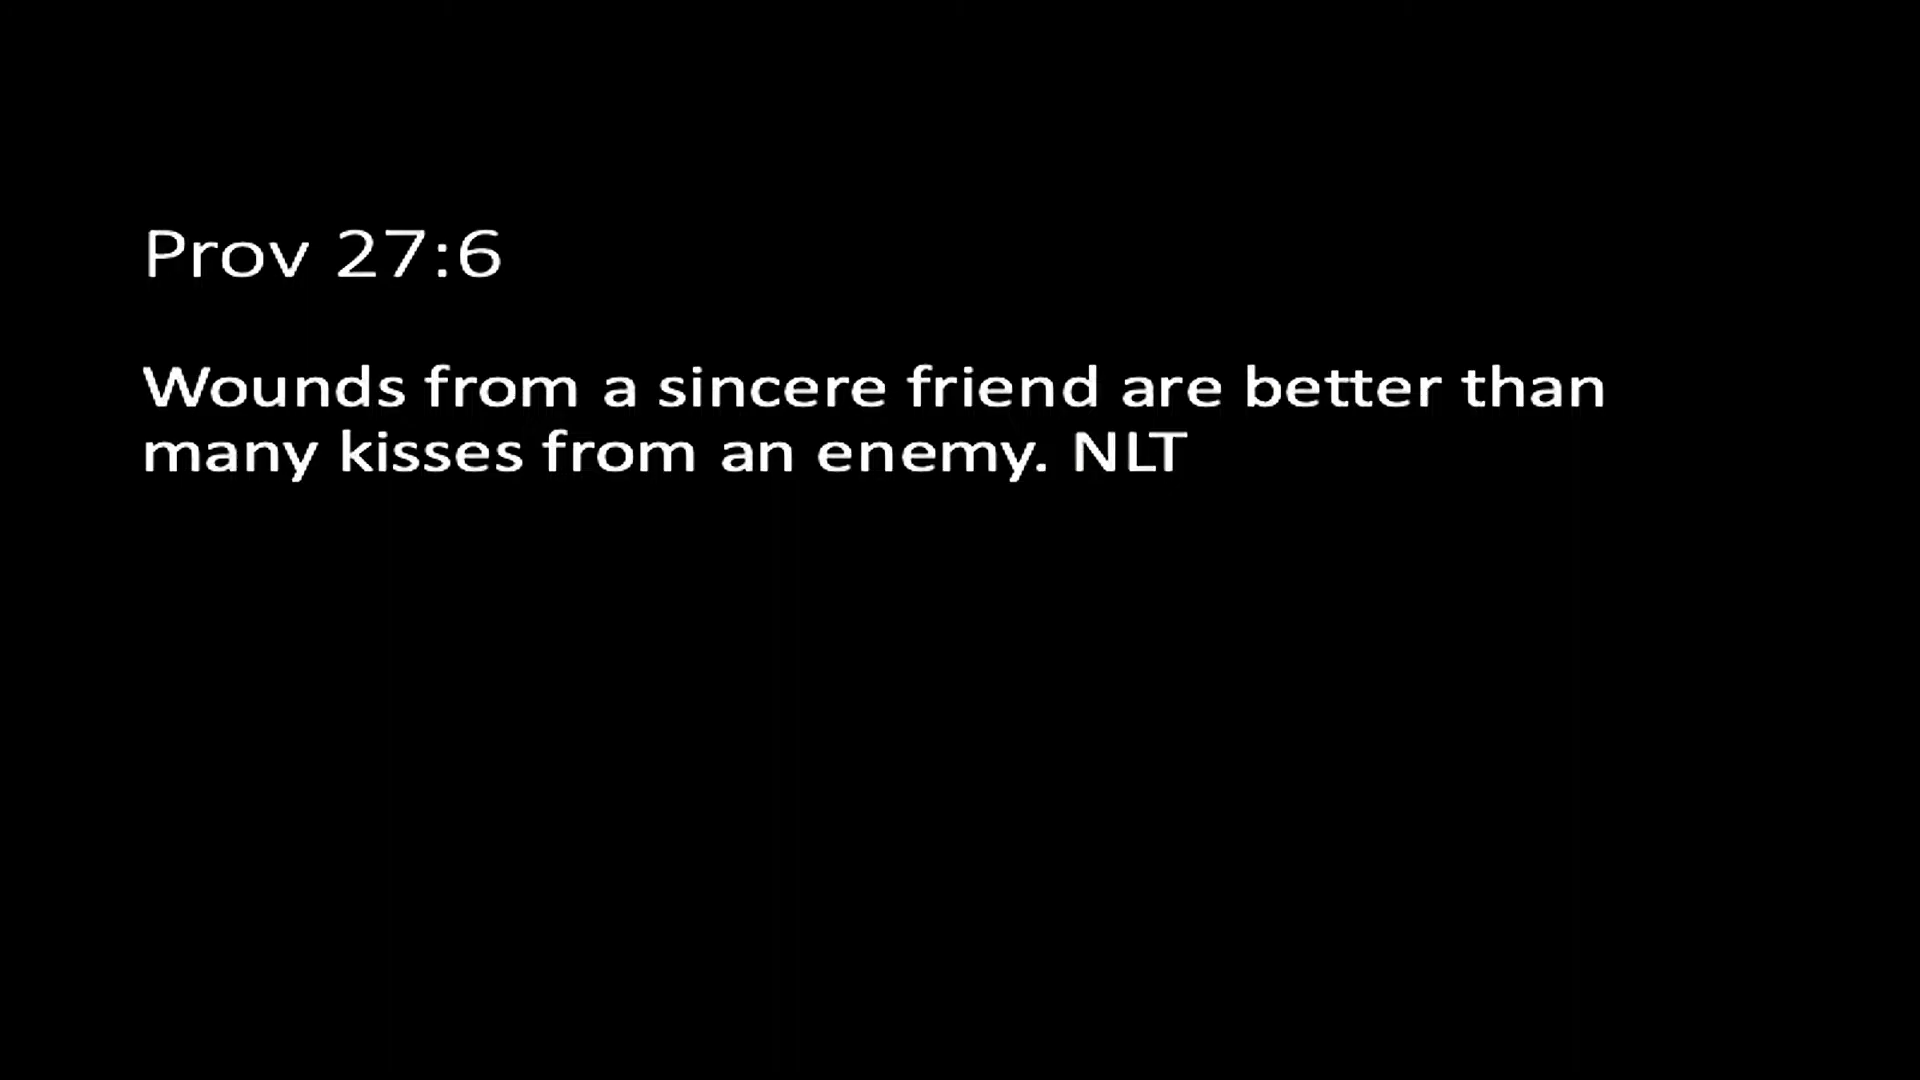 Prov 27:6
Wounds from a sincere friend are better than
many kisses from an enemy. NLT